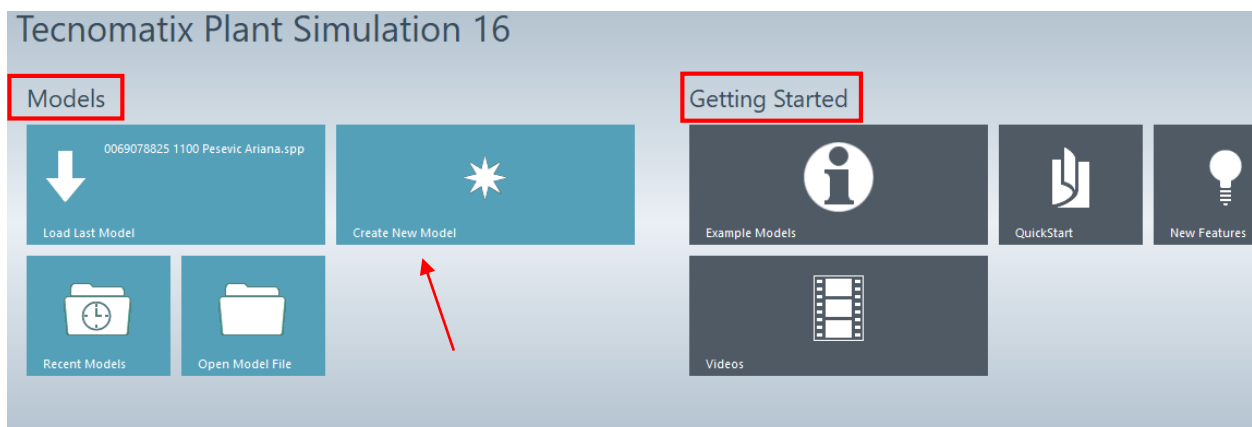 Tecnomatix Plant Simulation 16
Models
Getting Started
0069078825 1100 Pesevic Ariana.spp
Load Last Model
Create New Model
Example Models
QuickStart
New Features
Recent Models
Open Model File
Videos